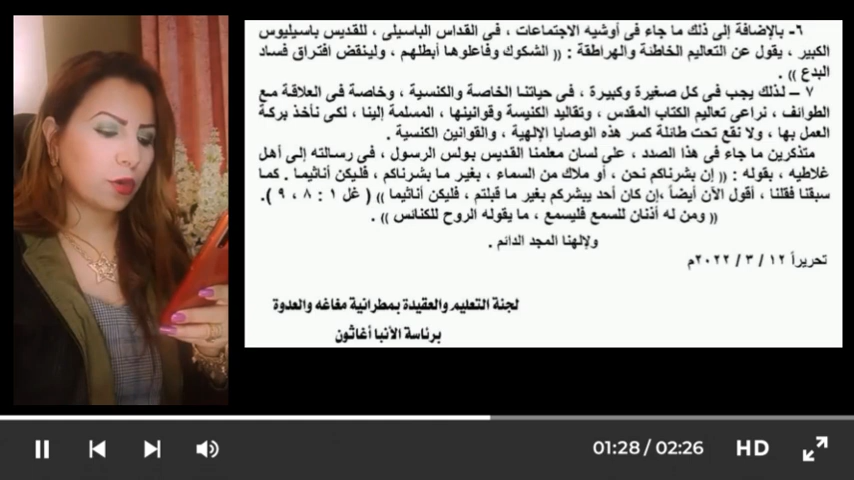 ٦- بالإضافة إلى ذلك ما جاء فى أوشيه الاجتماعات ، فى القداس الباسيلى ، للقديس باسيليوس
الكبير ، يقول عن التعاليم الخاطئة والهراطقة : (( الشكوك وفاعلوها أبطلهم ، ولينقض افتراق فساد
البدع )) .
٧ – لذلك يجب فى كل صغيرة وكبيرة ، فى حياتنا الخاصة والكنسية ، وخاصة فى العلاقة مع
الطوائف ، نراعى تعاليم الكتاب المقدس ، وتقاليد الكنيسة وقوانينها ، المسلمة إلينا ، لكى نأخذ بركة
العمل بها ، ولا نقع تحت طائلة كسر هذه الوصايا الإلهية ، والقوانين الكنسية .
متذكرين ما جاء فى هذا الصدد ، على لسان معلمنا القديس بولس الرسول ، فى رسالته إلى أهل
غلاطيه ، بقوله : (( إن بشرناكم نحن ، أو ملاك من السماء ، بغير ما بشرناكم ، فليكن أناثيما . كما
سبقنا فقلنا ، أقول الآن أيضاً ،إن كان أحد يبشركم بغير ما قبلتم ، فليكن أناثيما )) ( غل ١ : ٨ ، ٩ ).
(( ومن له أذنان للسمع فليسمع ، ما يقوله الروح للكنائس )) .
ولإلهنا المجد الدائم .
تحريراً ١٢ / ٣ / ٢٠٢٢م
لجنة التعليم والعقيدة بمطرانية مغاغه والعدوة
برئاسة الأنبا أغاثون
01:28 / 02:26 HD